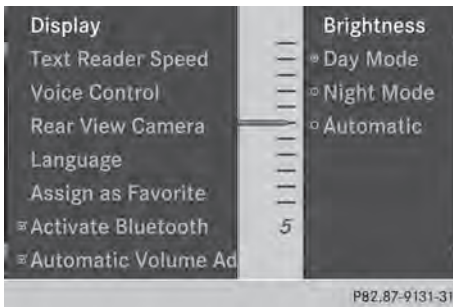 Display
Text Reader Speed
Voice Control
Rear View Camera
Language
Assign as Favorite
Activate Bluetooth
Automatic Volume Ad
5
Brightness
Day Mode
Night Mode
Automatic
P82.87-9131-31